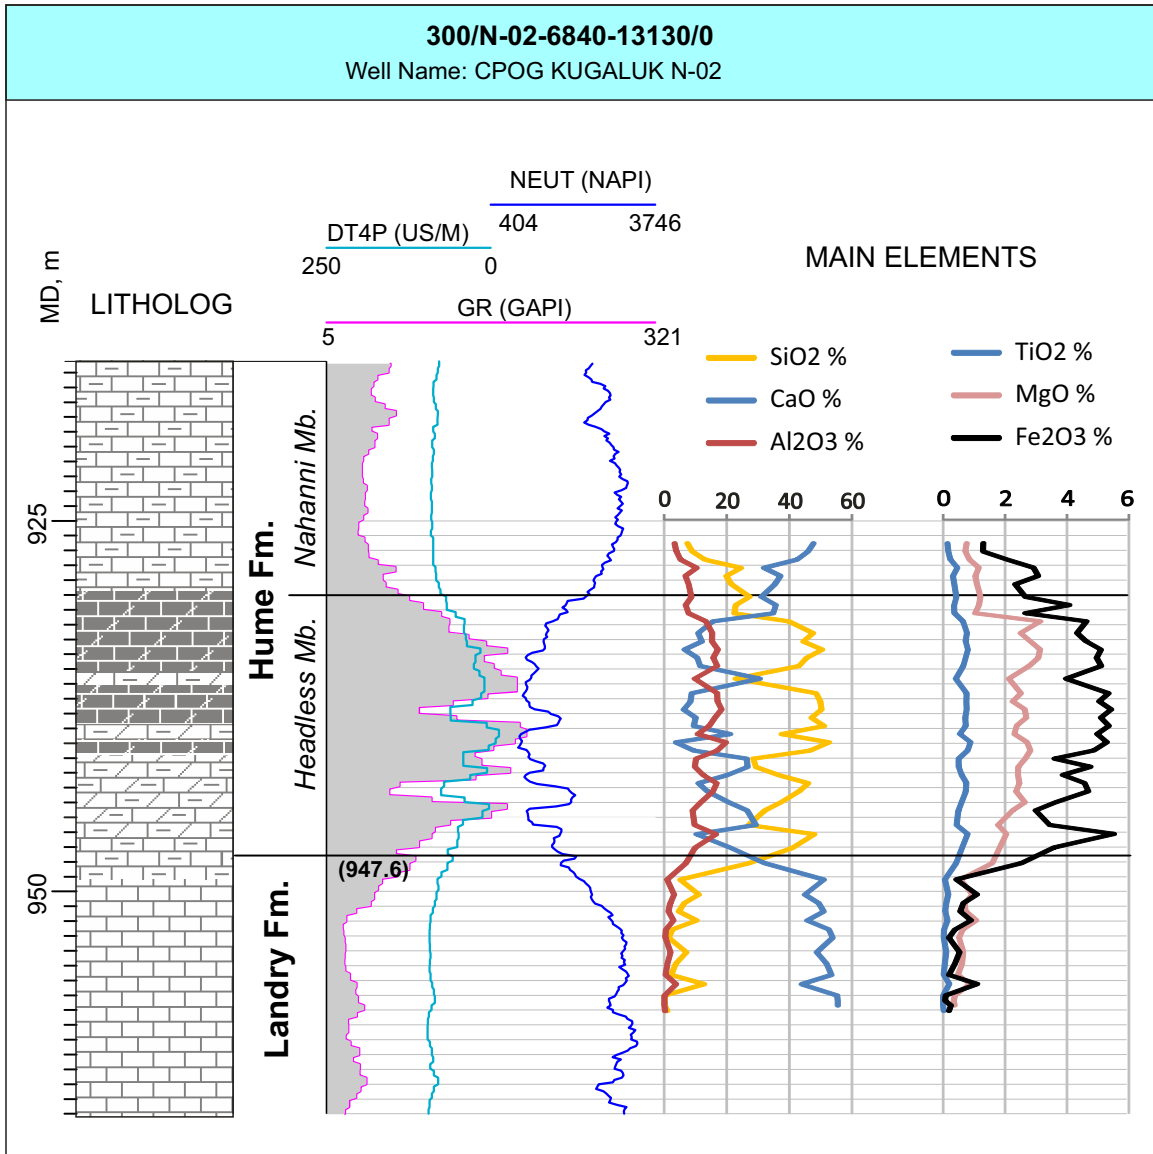 300/N-02-6840-13130/0
Well Name: CPOG KUGALUK N-02
NEUT (NAPI)
404 3746
DT4P (US/M)
250 0
MAIN ELEMENTS
MD, m
LITHOLOG
GR (GAPI)
5 321
SiO2 %
TiO2 %
CaO %
MgO %
Al2O3 %
Fe2O3 %
0 20 40 60
0 2 4 6
925
950
Hume Fm.
Nahanni Mb.
Headless Mb.
(947.6)
Landry Fm.